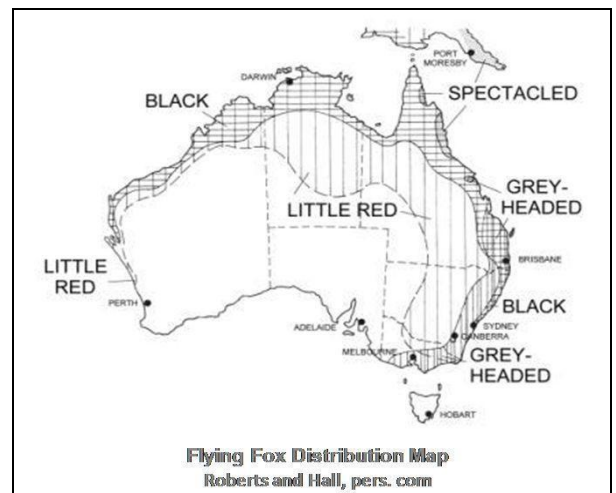 PORT
MORESBY
DARWIN
BLACK
SPECTACLED
GREY-
HEADED
LITTLE RED
BRISBANE
LITTLE
RED
PERTH
BLACK
ADELAIDE
SYDNEY
CANBERRA
MELBOURNE
GREY-
HEADED
HOBART
Flying Fox Distribution Map
Roberts and Hall, pers. com